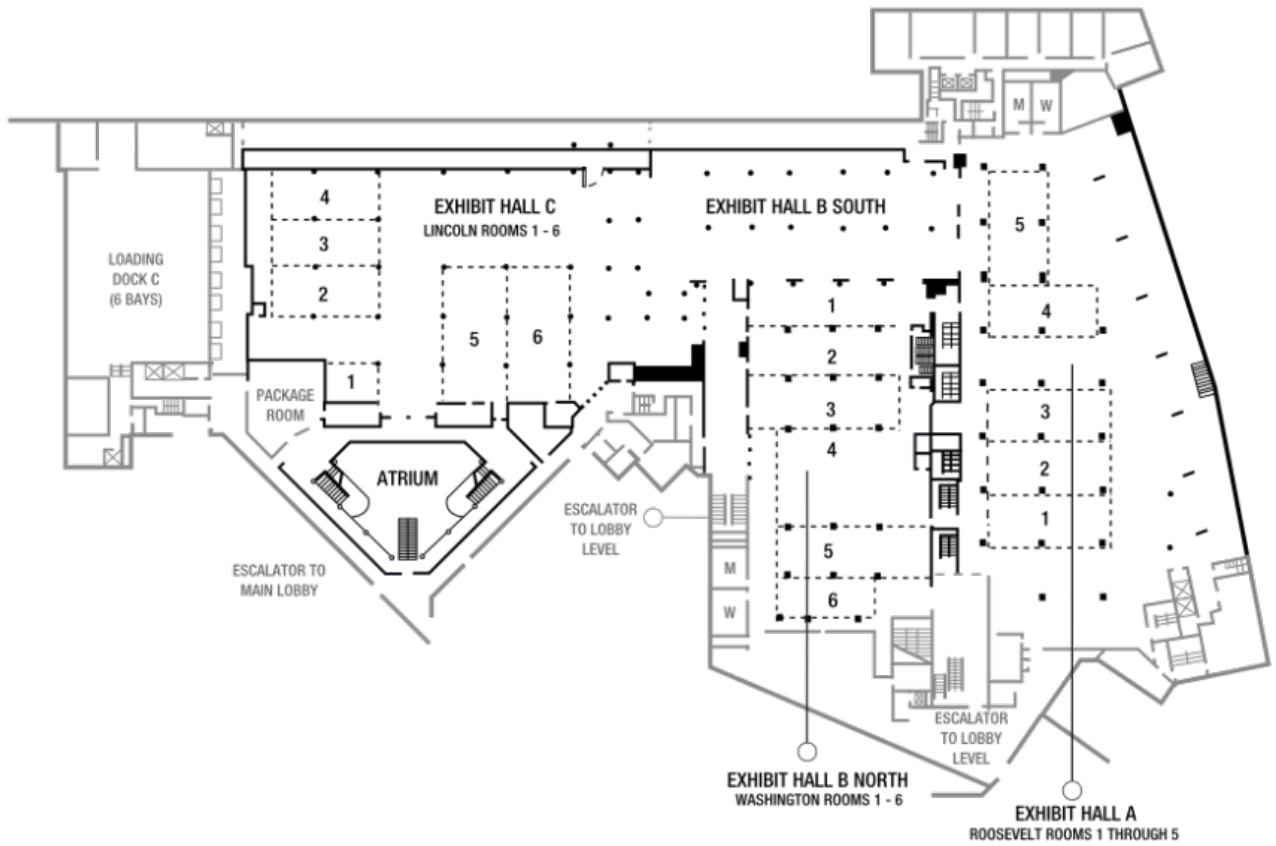 M W
4
EXHIBIT HALL C
LINCOLN ROOMS 1 - 6
EXHIBIT HALL B SOUTH
5
3
LOADING
DOCK C
(6 BAYS)
2
1
4
5
6
2
1
PACKAGE
ROOM
3
3
4
2
ATRIUM
1
ESCALATOR
TO LOBBY
LEVEL
5
M
ESCALATOR TO
MAIN LOBBY
6
W
ESCALATOR
TO LOBBY
LEVEL
EXHIBIT HALL B NORTH
WASHINGTON ROOMS 1 - 6
EXHIBIT HALL A
ROOSEVELT ROOMS 1 THROUGH 5